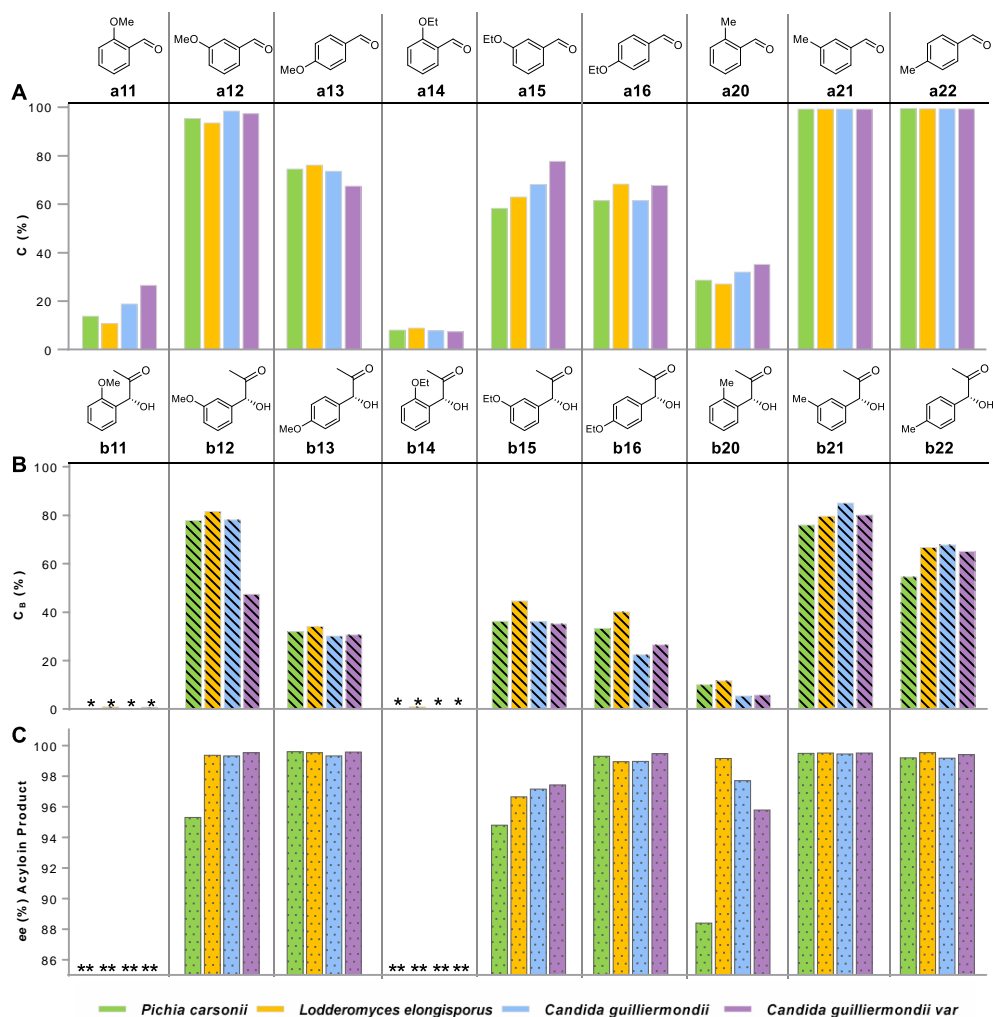 OMe O MeO O O MeO OEt O EtO O O EtO Me O Me O O Me
A a11 a12 a13 a14 a15 a16 a20 a21 a22
100
80
60
40
20
0
C (%)
O OMe OH O MeO OH O OH MeO O OEt OH O EtO OH O OH EtO O Me OH O Me OH O OH Me
b11 b12 b13 b14 b15 b16 b20 b21 b22
B
100
80
60
40
20
0
C B (%)
* * * * * * * *
C
100
98
96
94
92
90
88
86
ee (%) Acyloin Product
** ** ** ** ** ** ** **
Pichia carsonii Lodderomyces elongisporus Candida guilliermondii Candida guilliermondii var